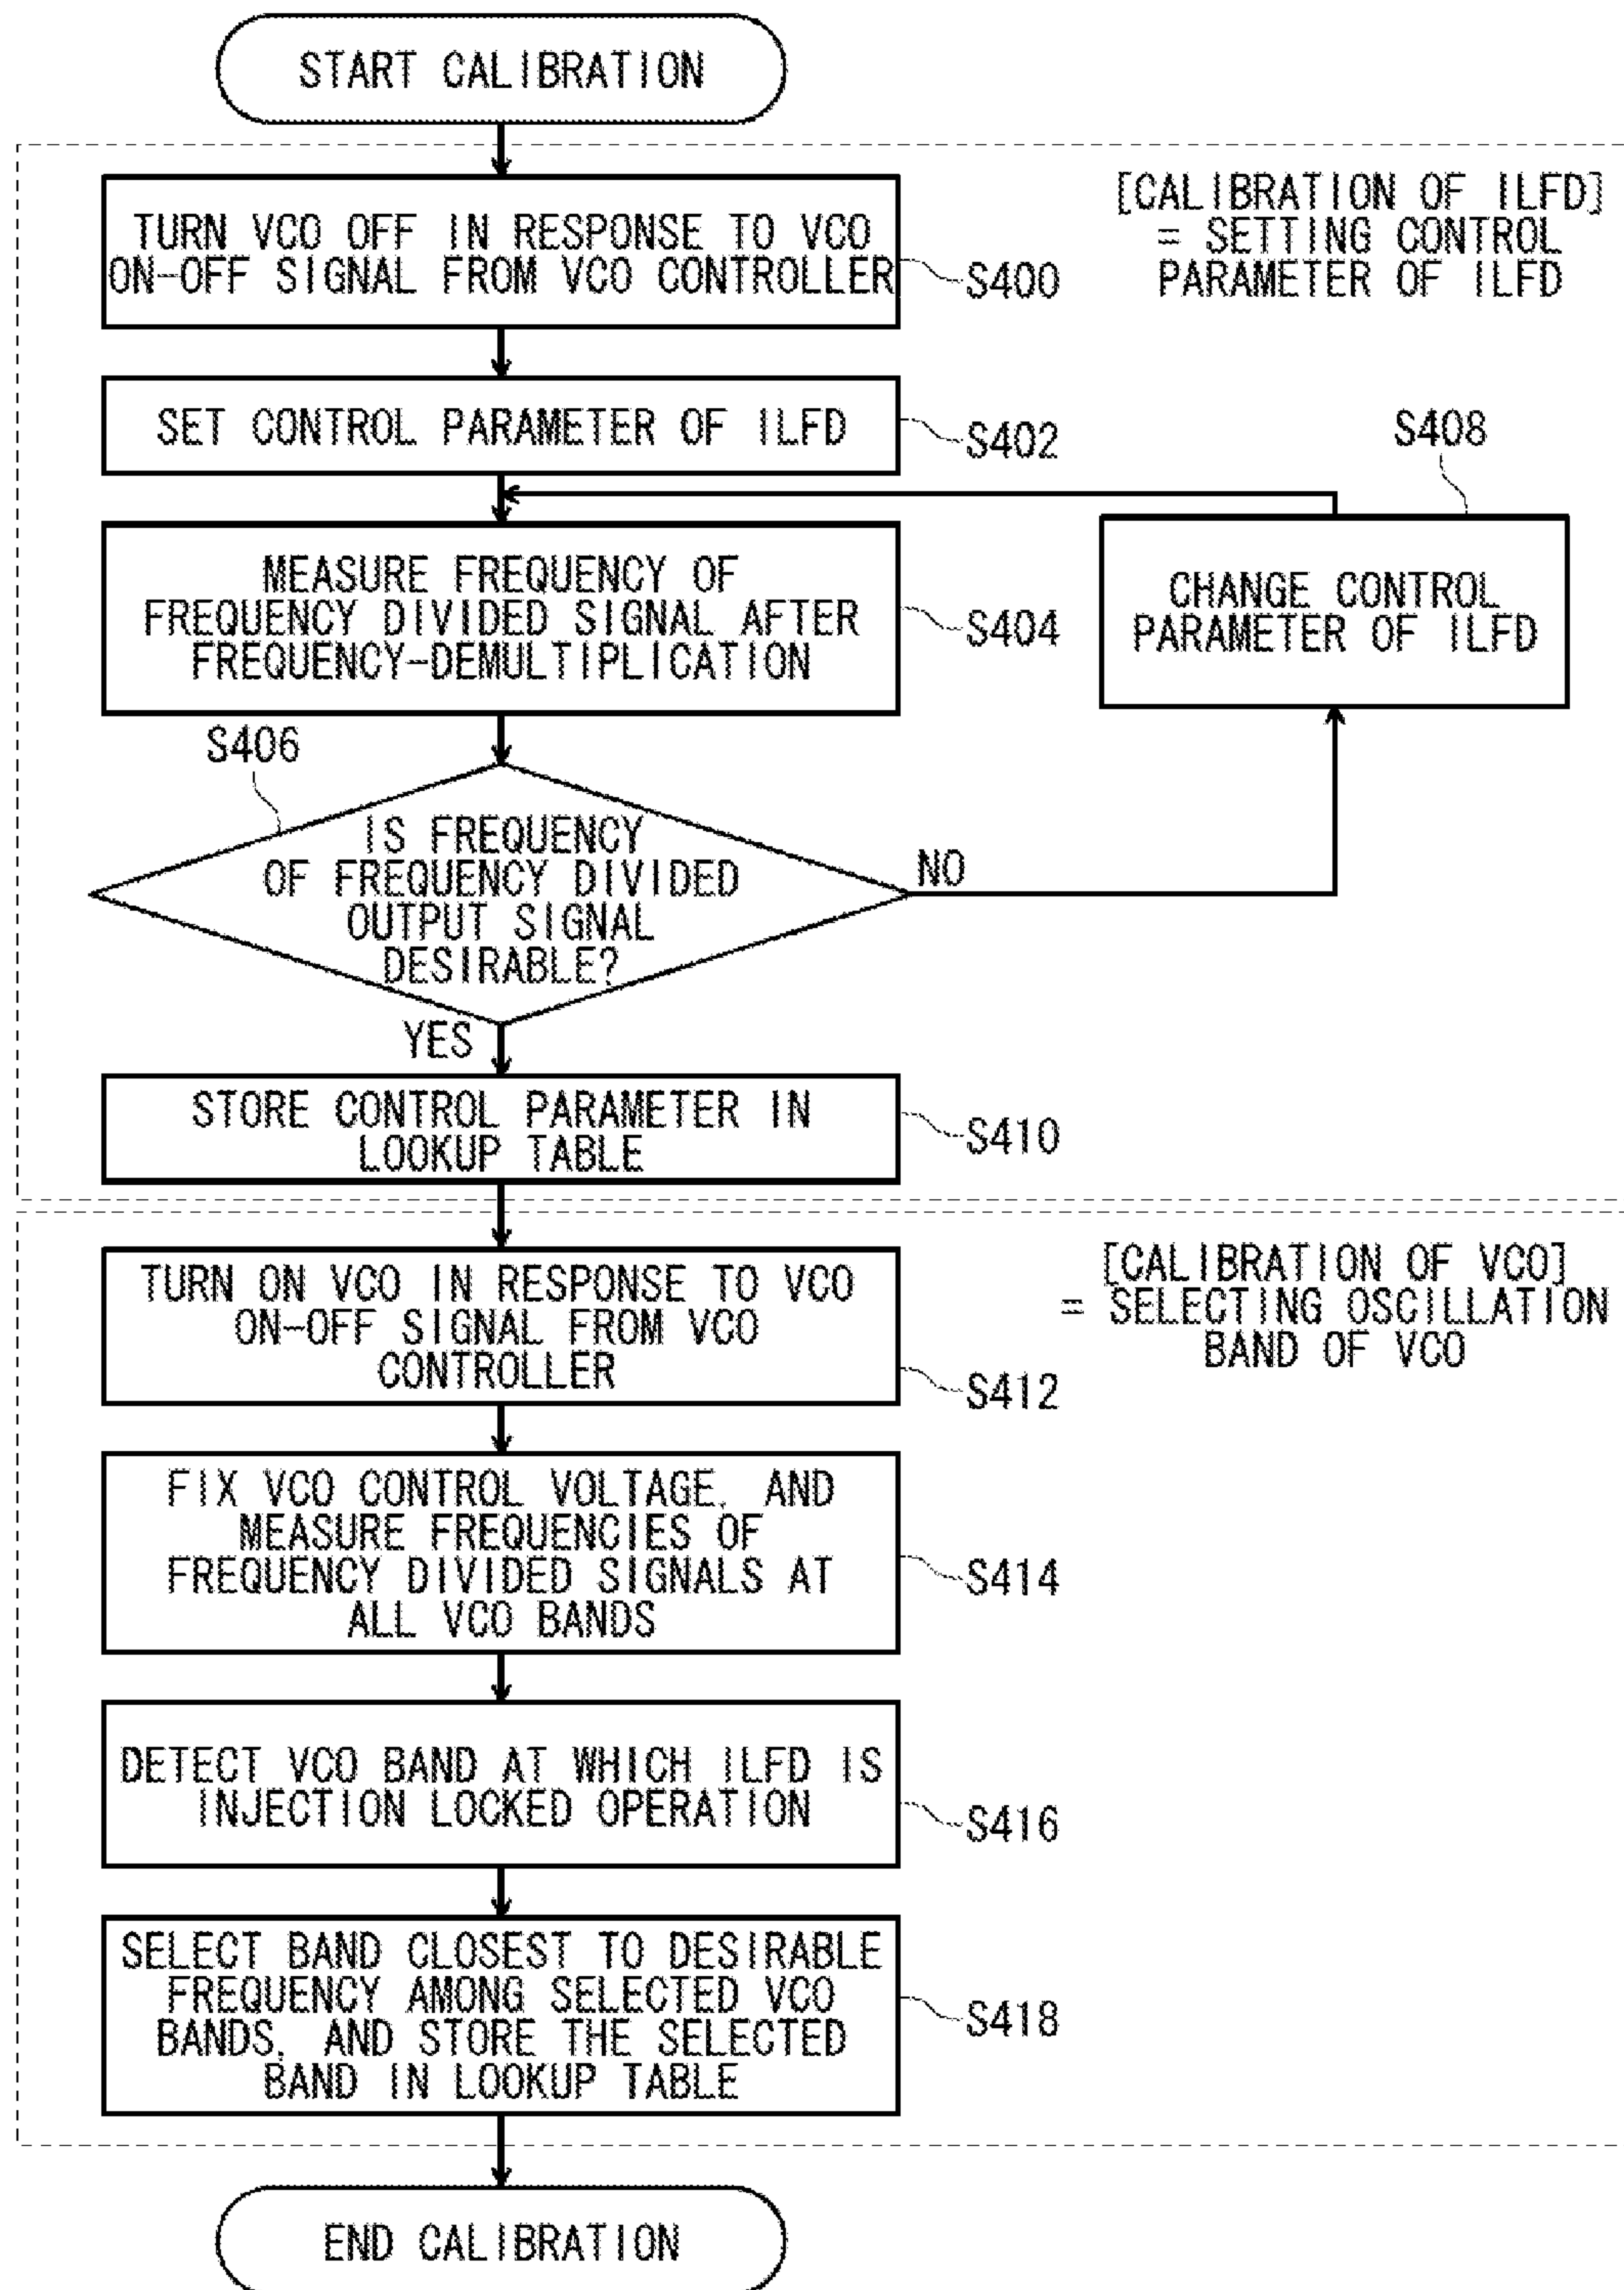 START CALIBRATION
[CALIBRATION OF ILFD]
= SETTING CONTROL
PARAMETER OF ILFD
TURN VCO OFF IN RESPONSE TO VCO
ON-OFF SIGNAL FROM VCO CONTROLLER
S400
SET CONTROL PARAMETER OF ILFD
S402
S408
CHANGE CONTROL
PARAMETER OF ILFD
MEASURE FREQUENCY OF
FREQUENCY DIVIDED SIGNAL AFTER
FREQUENCY-DEMULTIPLICATION
S404
S406
IS FREQUENCY
OF FREQUENCY DIVIDED
OUTPUT SIGNAL
DESIRABLE?
NO
YES
STORE CONTROL PARAMETER IN
LOOKUP TABLE
S410
[CALIBRATION OF VCO]
= SELECTING OSCILLATION
BAND OF VCO
TURN ON VCO IN RESPONSE TO VCO
ON-OFF SIGNAL FROM VCO
CONTROLLER
S412
FIX VCO CONTROL VOLTAGE, AND
MEASURE FREQUENCIES OF
FREQUENCY DIVIDED SIGNALS AT
ALL VCO BANDS
S414
DETECT VCO BAND AT WHICH ILFD IS
INJECTION LOCKED OPERATION
S416
SELECT BAND CLOSEST TO DESIRABLE
FREQUENCY AMONG SELECTED VCO
BANDS, AND STORE THE SELECTED
BAND IN LOOKUP TABLE
S418
END CALIBRATION